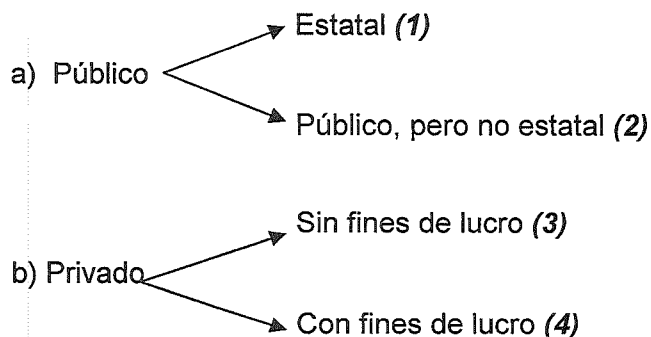 Estatal (1)
a) Público
Público, pero no estatal (2)
Sin fines de lucro (3)
b) Privado
Con fines de lucro (4)